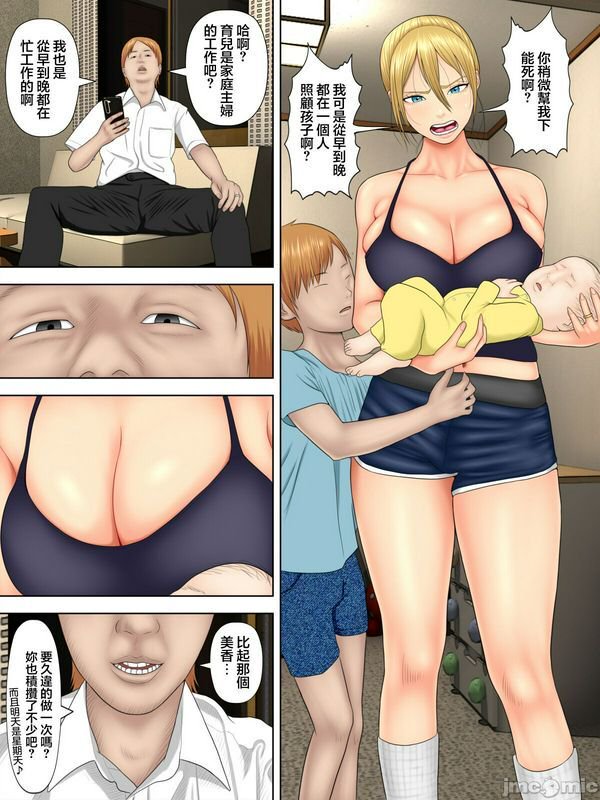 你稍微幫我下
能死啊?
我可是從早到晚
都在一個人
照顧孩子啊?
哈啊?
育兒是家庭主婦
的工作吧?
我也是
從早到晚都在
忙工作的啊
比起那個
美香⋯
要久違的做一次嗎?
妳也積攢了不少吧?
而且明天是星期天♪
jmcomic